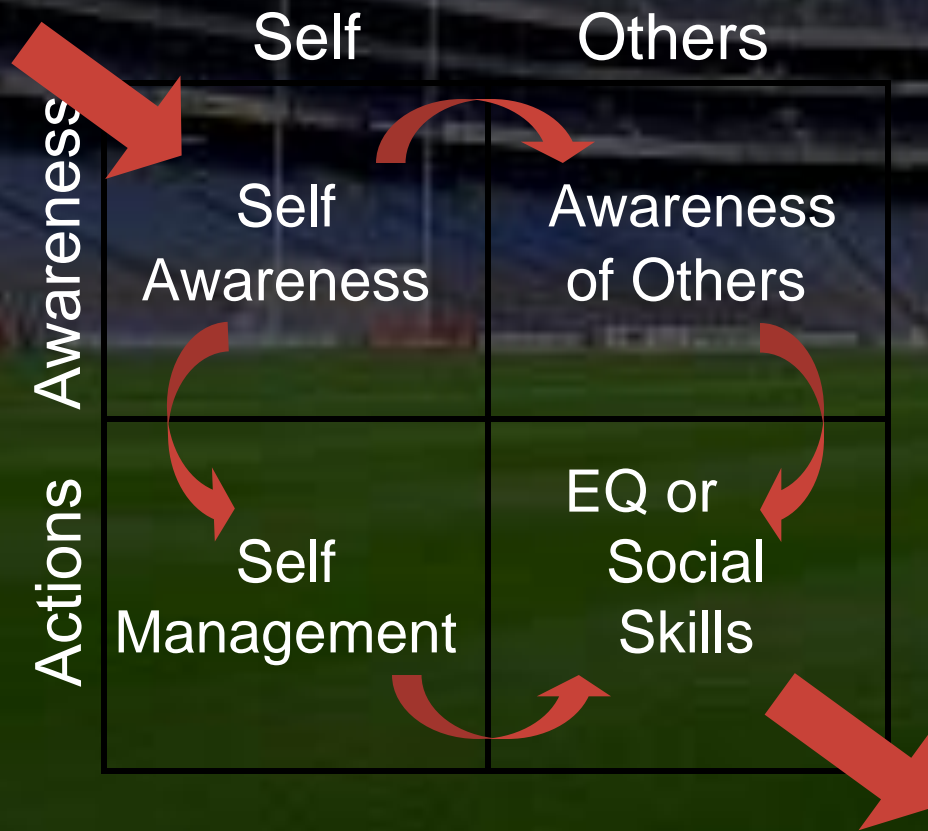 Self Others
Awareness
Self
Awareness
Awareness
of Others
Actions
Self
Management
EQ or
Social
Skills